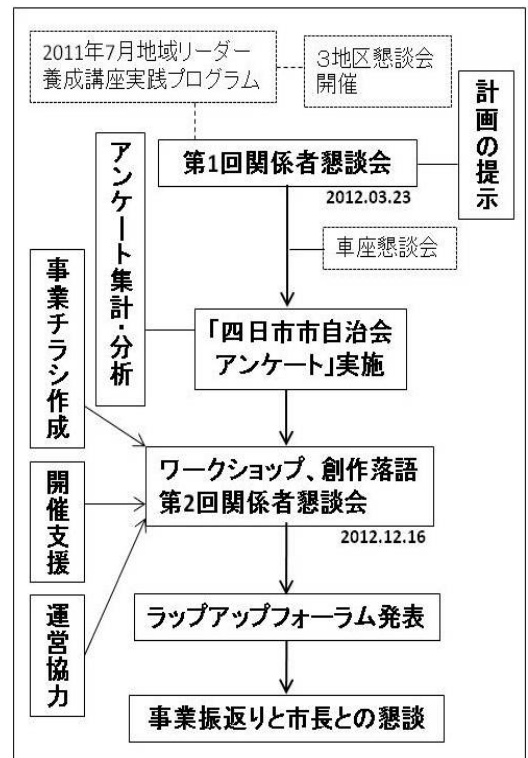 2011年7月地域リーダー
養成講座実践プログラム
3地区懇談会
開催
計画の提示
第1回関係者懇談会
2012.03.23
アンケート集計・分析
車座懇談会
「四日市市自治会
アンケート」実施
事業チラシ作成
ワークショップ、創作落語
第2回関係者懇談会
2012.12.16
開催支援
運営協力
ラップアップフォーラム発表
事業振返りと市長との懇談